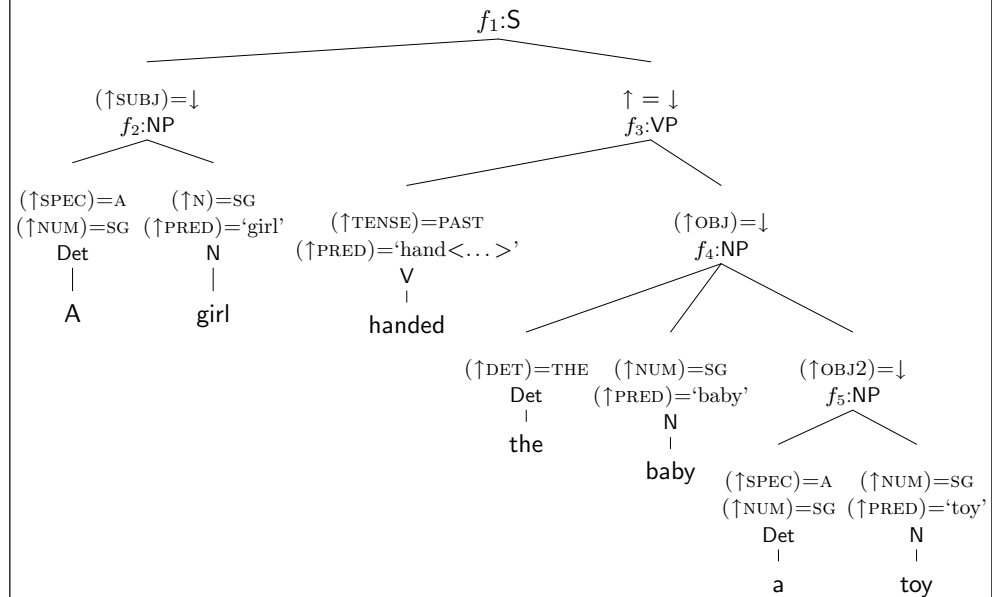 f₁:S
(↑SUBJ)=↓ ↑ = ↓
f₂:NP f₃:VP
(↑SPEC)=A (↑N)=SG (↑TENSE)=PAST (↑OBJ)=↓
(↑NUM)=SG (↑PRED)=‘girl’ (↑PRED)=‘hand<...>’ f₄:NP
Det N V
A girl handed
(↑DET)=THE (↑NUM)=SG (↑OBJ2)=↓
Det (↑PRED)=‘baby’ f₅:NP
the N
baby
(↑SPEC)=A (↑NUM)=SG
(↑NUM)=SG (↑PRED)=‘toy’
Det N
a toy